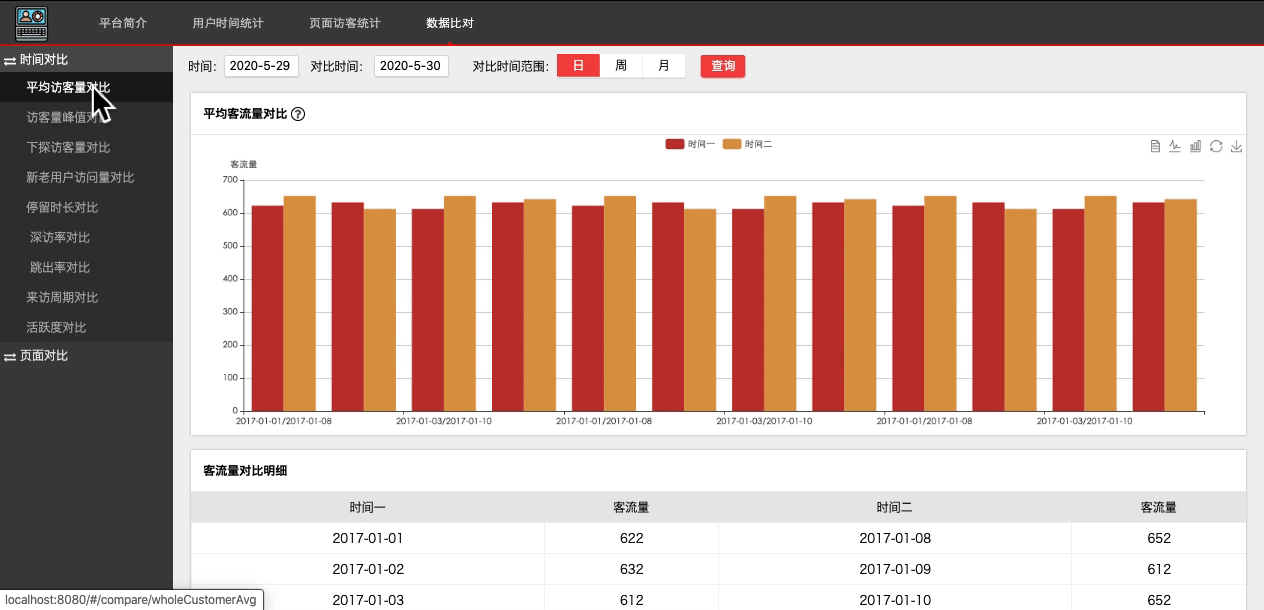 平台简介 用户时间统计 页面访客统计 数据比对
时间对比
平均访客量对比
访客量峰值对比
下探访客量对比
新老用户访问量对比
停留时长对比
深访率对比
跳出率对比
来访周期对比
活跃度对比
页面对比
时间: 2020-5-29 对比时间: 2020-5-30 对比时间范围: 日 周 月 查询
平均客流量对比 ?
时间一 时间二
客流量
700
600
500
400
300
200
100
0
2017-01-01/2017-01-08 2017-01-03/2017-01-10 2017-01-01/2017-01-08 2017-01-03/2017-01-10 2017-01-01/2017-01-08 2017-01-03/2017-01-10
客流量对比明细
时间一 客流量 时间二 客流量
2017-01-01 622 2017-01-08 652
2017-01-02 632 2017-01-09 612
2017-01-03 612 2017-01-10 652
localhost:8080/#/compare/wholeCustomerAvg